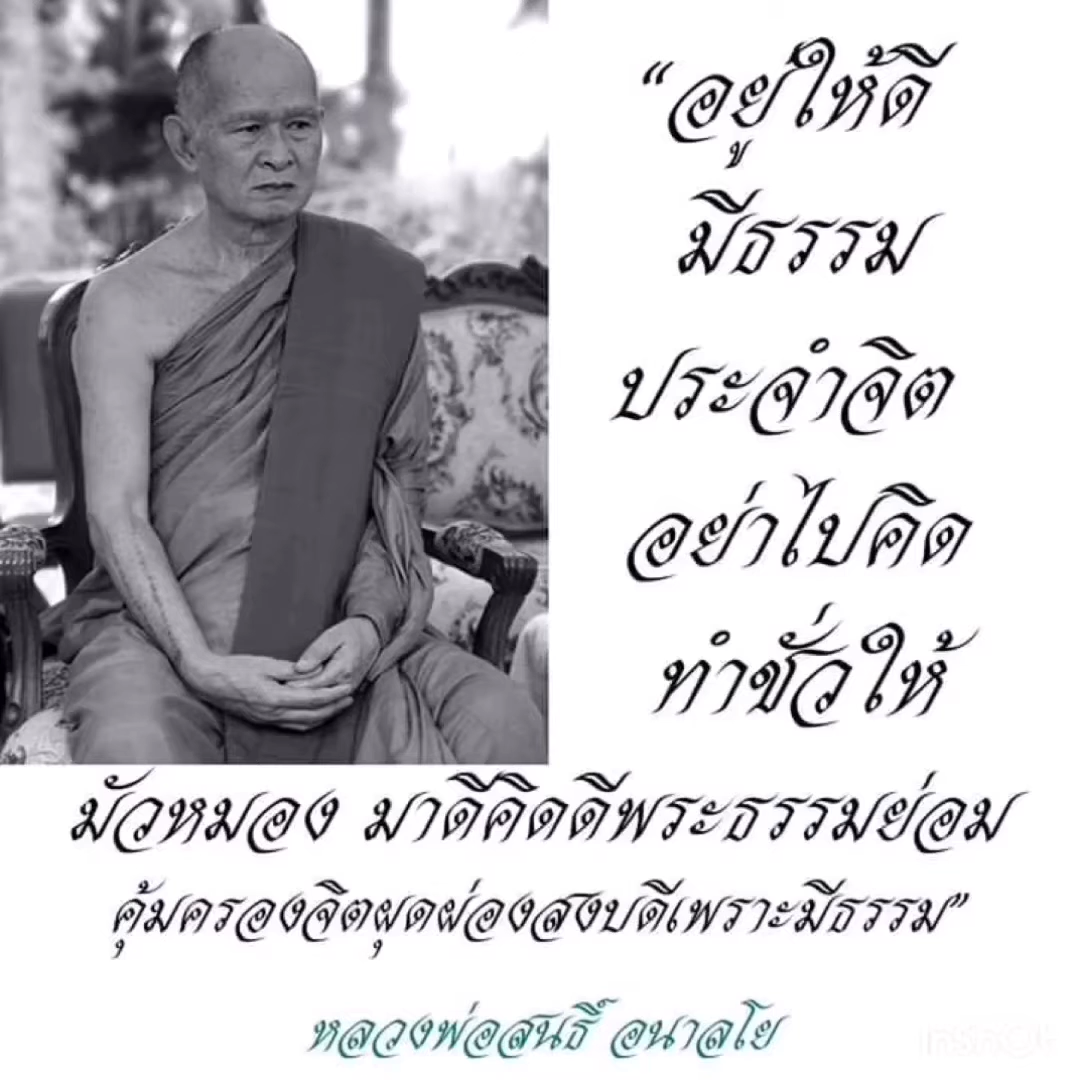 “อยู่ให้ดี
มีธรรม
ประจำจิต
อย่าไปคิด
ทำชั่วให้
มัวหมอง มาดีคิดดีพระธรรมย่อม
คุ้มครองจิตผุดผ่องสงบดีเพราะมีธรรม”
หลวงพ่อสนธิ์ อนาลโย